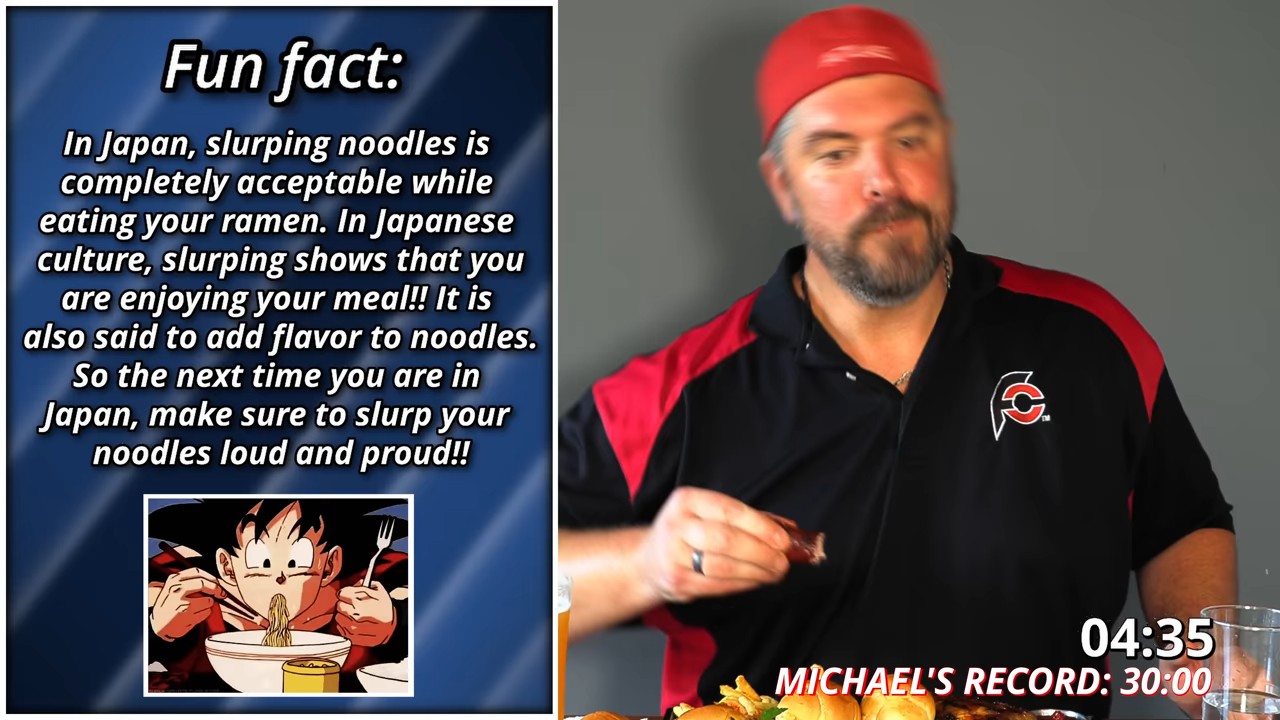 Fun fact:
In Japan, slurping noodles is
completely acceptable while
eating your ramen. In Japanese
culture, slurping shows that you
are enjoying your meal!! It is
also said to add flavor to noodles.
So the next time you are in
Japan, make sure to slurp your
noodles loud and proud!!
TM
04:35
MICHAEL'S RECORD: 30:00